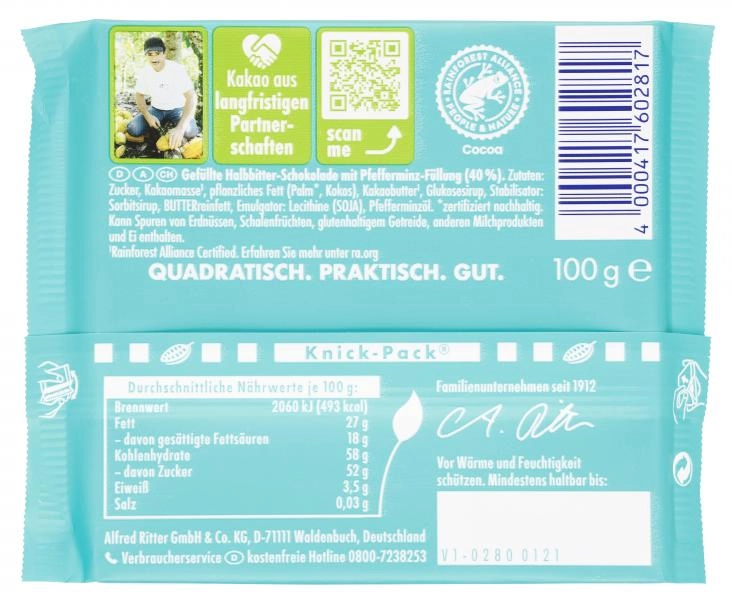 Kakao aus
langfristigen
Partner-
schaften
scan
me
RAINFOREST ALLIANCE
PEOPLE & NATURE
Cocoa
4 000417 602817
D A CH Gefüllte Halbbitter-Schokolade mit Pfefferminz-Füllung (40 %). Zutaten:
Zucker, Kakaomasse¹, pflanzliches Fett (Palm*, Kokos), Kakaobutter¹, Glukosesirup, Stabilisator:
Sorbitsirup, BUTTERreinfett, Emulgator: Lecithine (SOJA), Pfefferminzöl. *zertifiziert nachhaltig.
Kann Spuren von Erdnüssen, Schalenfrüchten, glutenhaltigem Getreide, anderen Milchprodukten
und Ei enthalten.
¹Rainforest Alliance Certified. Erfahren Sie mehr unter ra.org
QUADRATISCH. PRAKTISCH. GUT.
100 g e
Knick-Pack®
Durchschnittliche Nährwerte je 100 g:
Brennwert 2060 kJ (493 kcal)
Fett 27 g
– davon gesättigte Fettsäuren 18 g
Kohlenhydrate 58 g
– davon Zucker 52 g
Eiweiß 3,5 g
Salz 0,03 g
Familienunternehmen seit 1912
Vor Wärme und Feuchtigkeit
schützen. Mindestens haltbar bis:
V1-0280 0121
Alfred Ritter GmbH & Co. KG, D-71111 Waldenbuch, Deutschland
Verbraucherservice D kostenfreie Hotline 0800-7238253